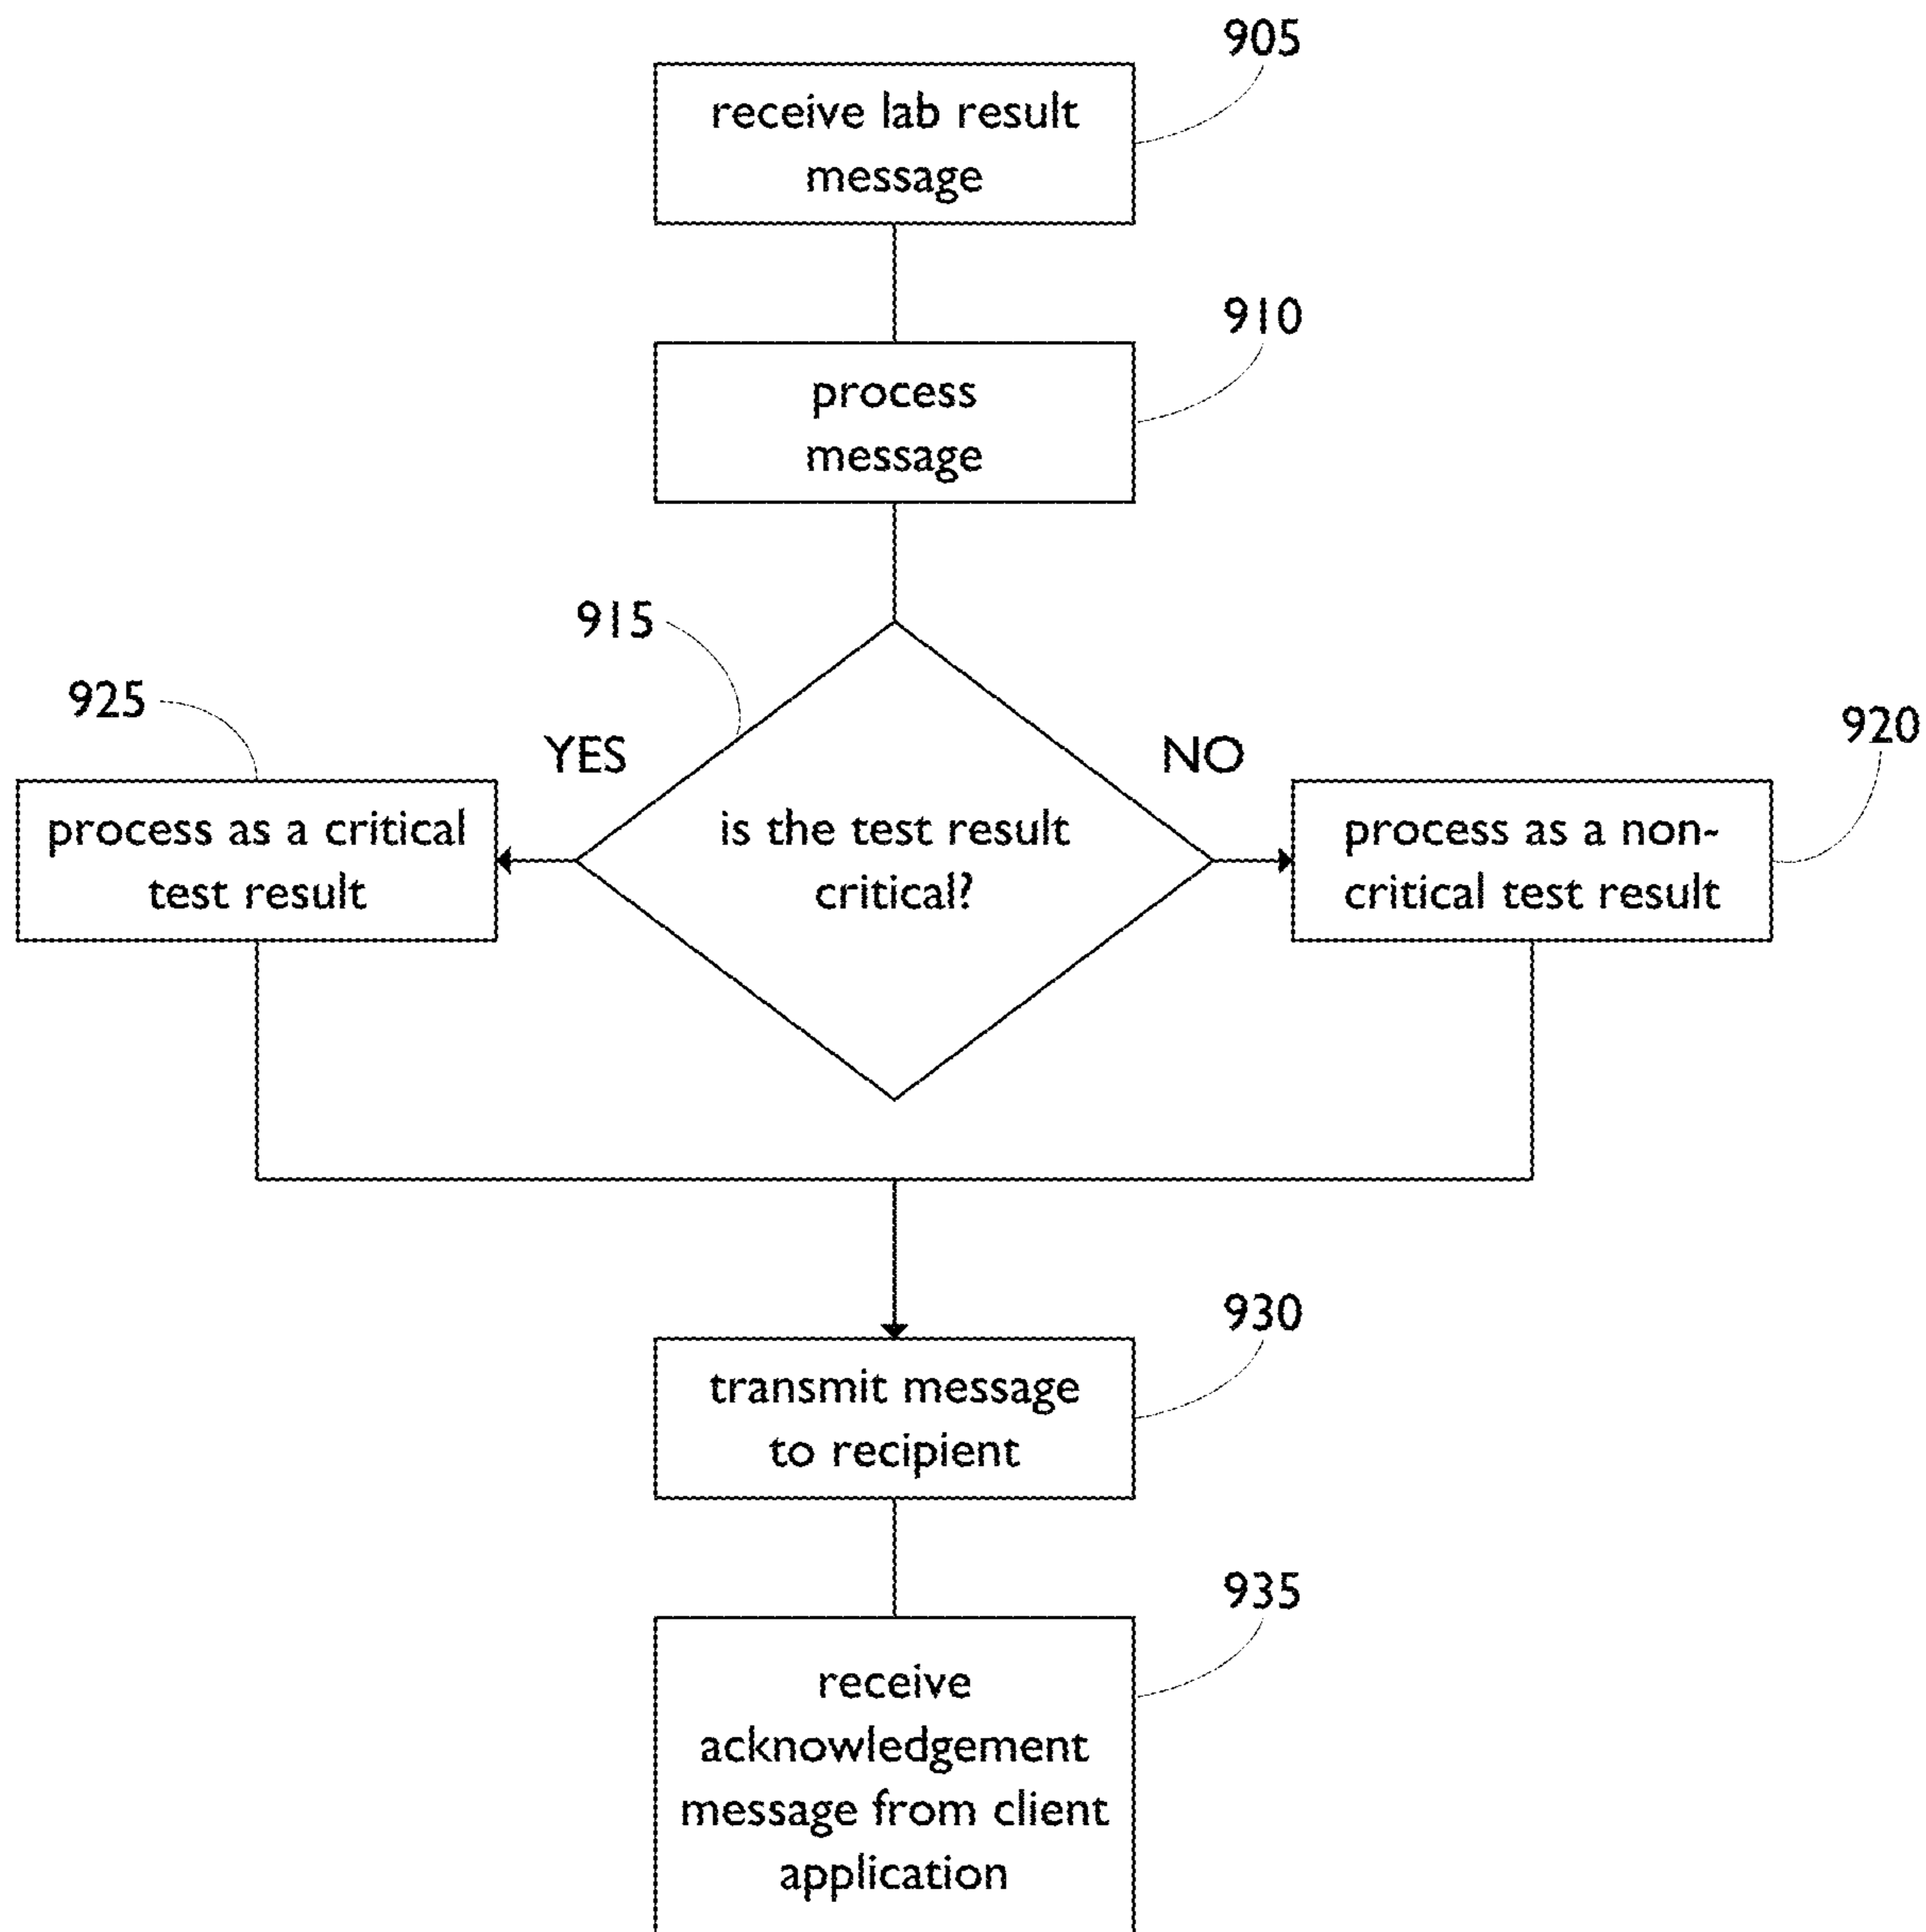 905
receive lab result
message
910
process
message
915
925
YES
NO
920
process as a critical
test result
is the test result
critical?
process as a non-
critical test result
930
transmit message
to recipient
935
receive
acknowledgement
message from client
application